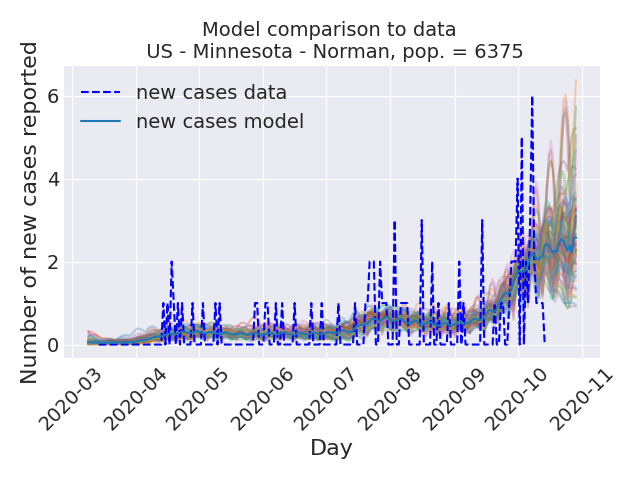 Model comparison to data
US - Minnesota - Norman, pop. = 6375
Number of new cases reported
6
4
2
0
new cases data
new cases model
2020-03
2020-04
2020-05
2020-06
2020-07
2020-08
2020-09
2020-10
2020-11
Day